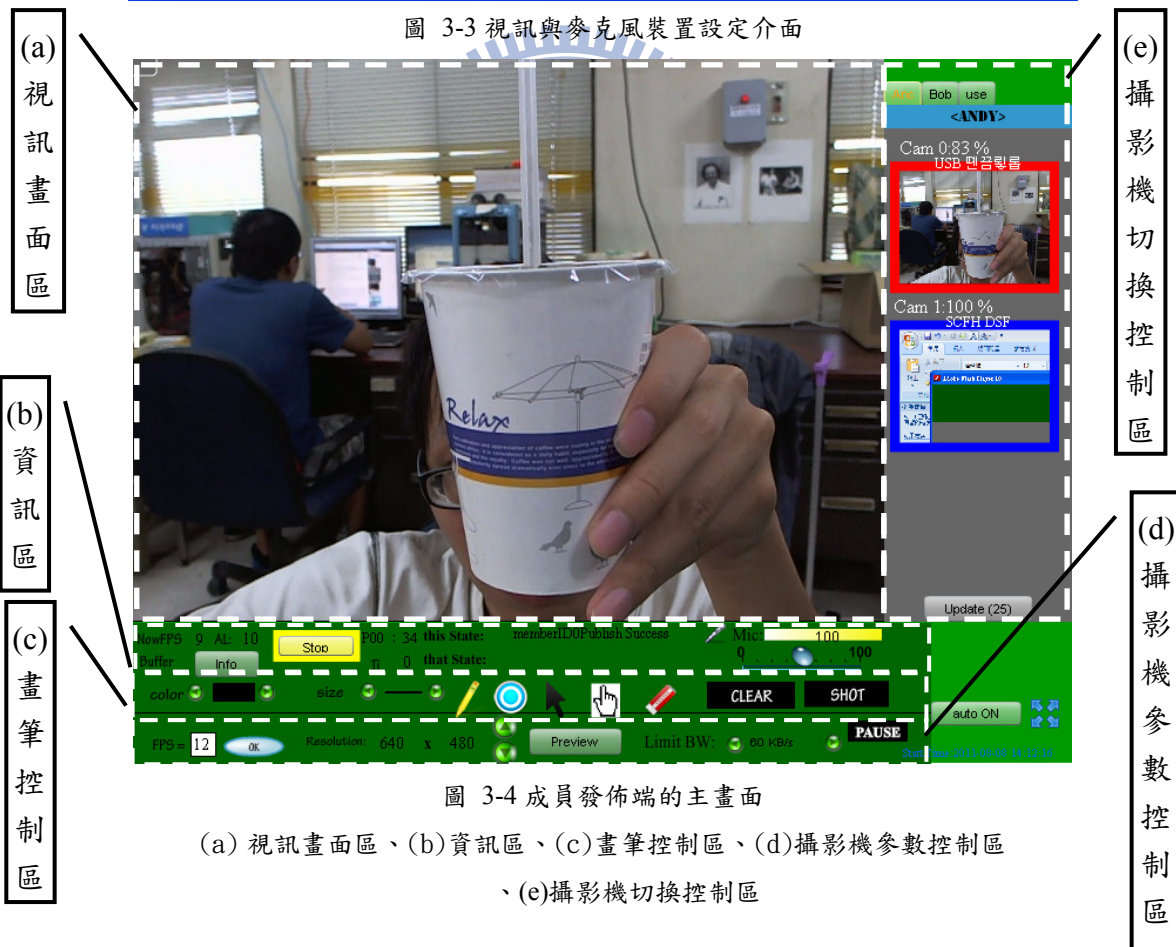 圖 3-3 視訊與麥克風裝置設定介面
(a)視訊畫面區
(b)資訊區
(c)畫筆控制區
(e)攝影機切換控制區
(d)攝影機參數控制區
Relax
Bob use
<ANDY>
Cam 0:83 %
USB 띤끔
Cam 1:100 %
SCFH DSF
Update (25)
NowFPS 9 AL: 10 Stop : 34 this State: memberID0Publish Success Mic: 100
Buffer Info 0 that State: 0 100
color size CLEAR SHOT
auto ON
FPS = 12 OK Resolution: 640 x 480 Preview Limit BW: 60 KB/s PAUSE
圖 3-4 成員發佈端的主畫面
(a) 視訊畫面區、(b)資訊區、(c)畫筆控制區、(d)攝影機參數控制區
、(e)攝影機切換控制區